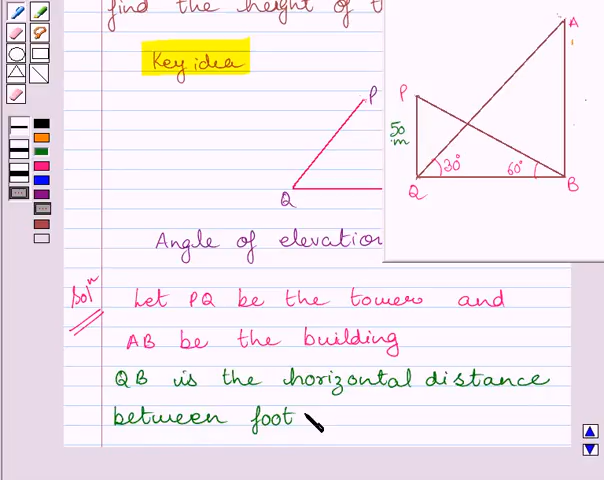 find the height of t
Key idea
P
Q
A
P
50
m
30°
60°
Q
B
Angle of elevation
Solⁿ Let PQ be the tower and
AB be the building
QB is the horizontal distance
between foot